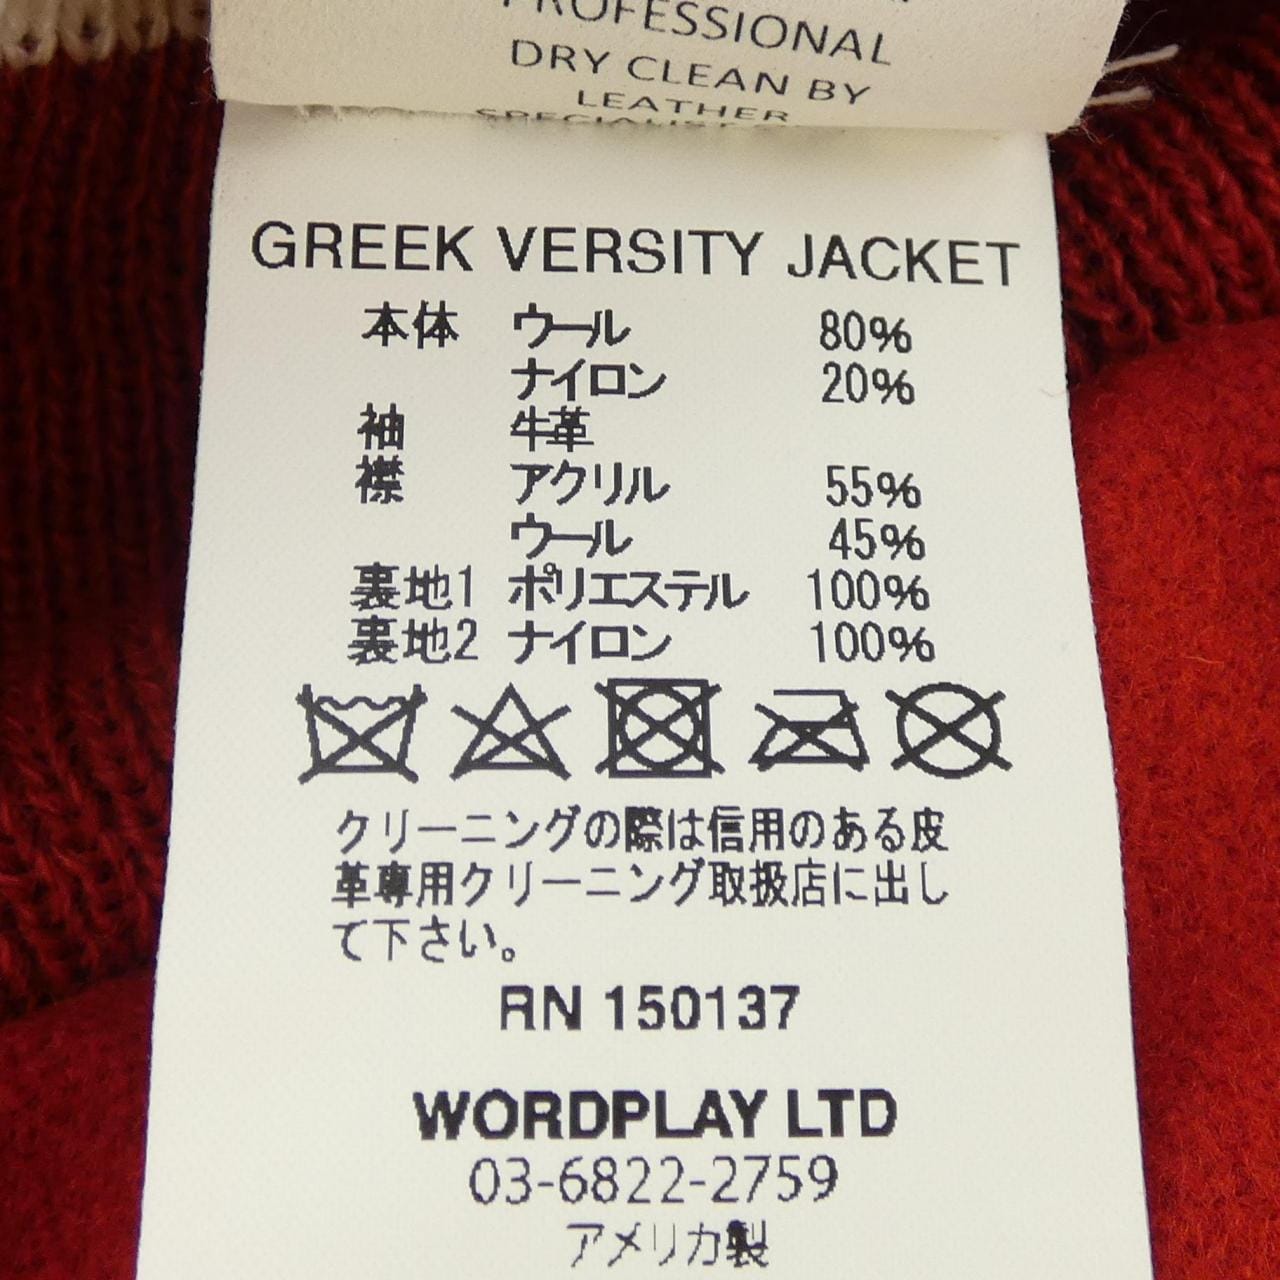 PROFESSIONAL
DRY CLEAN BY
LEATHER
SPECIALIST
GREEK VERSITY JACKET
本体 ウール 80%
ナイロン 20%
袖 牛革
襟 アクリル 55%
ウール 45%
裏地1 ポリエステル 100%
裏地2 ナイロン 100%
クリーニングの際は信用のある皮
革専用クリーニング取扱店に出し
て下さい。
RN 150137
WORDPLAY LTD
03-6822-2759
アメリカ製